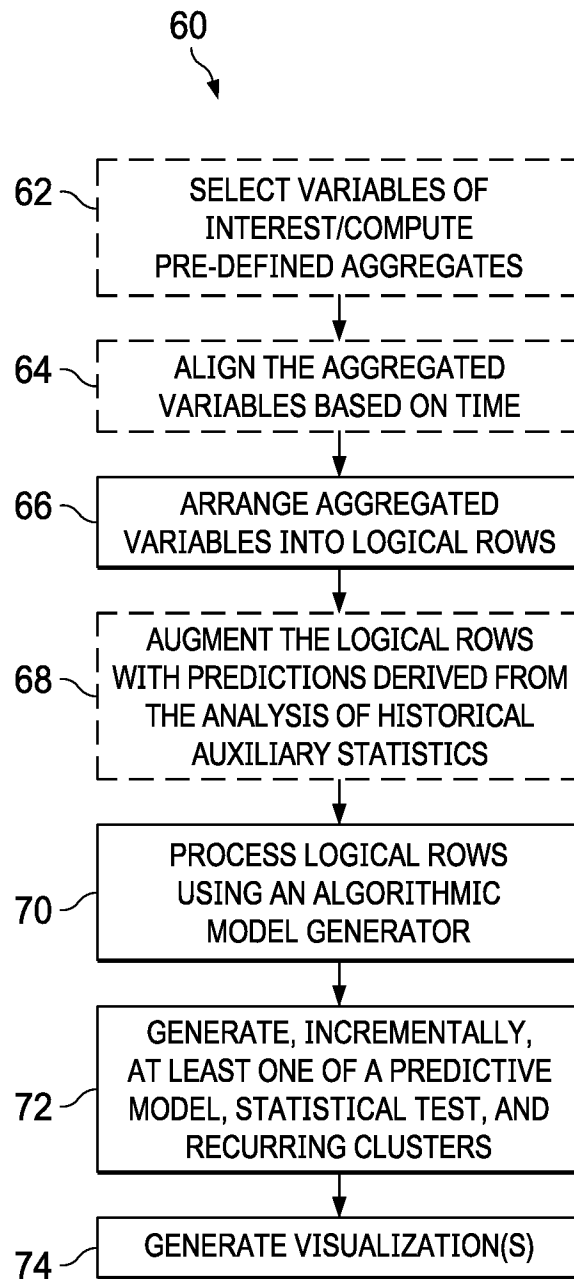 60
62
SELECT VARIABLES OF
INTEREST/COMPUTE
PRE-DEFINED AGGREGATES
64
ALIGN THE AGGREGATED
VARIABLES BASED ON TIME
66
ARRANGE AGGREGATED
VARIABLES INTO LOGICAL ROWS
68
AUGMENT THE LOGICAL ROWS
WITH PREDICTIONS DERIVED FROM
THE ANALYSIS OF HISTORICAL
AUXILIARY STATISTICS
70
PROCESS LOGICAL ROWS
USING AN ALGORITHMIC
MODEL GENERATOR
72
GENERATE, INCREMENTALLY,
AT LEAST ONE OF A PREDICTIVE
MODEL, STATISTICAL TEST, AND
RECURRING CLUSTERS
74
GENERATE VISUALIZATION(S)